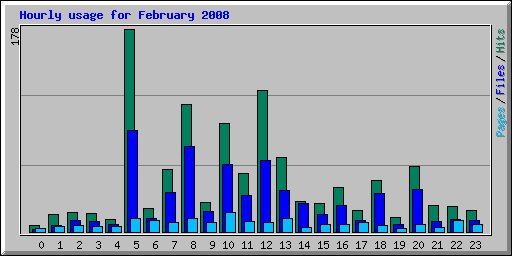 Hourly usage for February 2008
178
Pages / Files / Hits
0 1 2 3 4 5 6 7 8 9 10 11 12 13 14 15 16 17 18 19 20 21 22 23